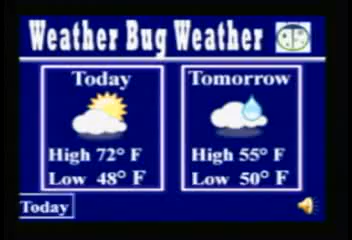 Weather Bug Weather
Today
High 72° F
Low 48° F
Tomorrow
High 55° F
Low 50° F
Today